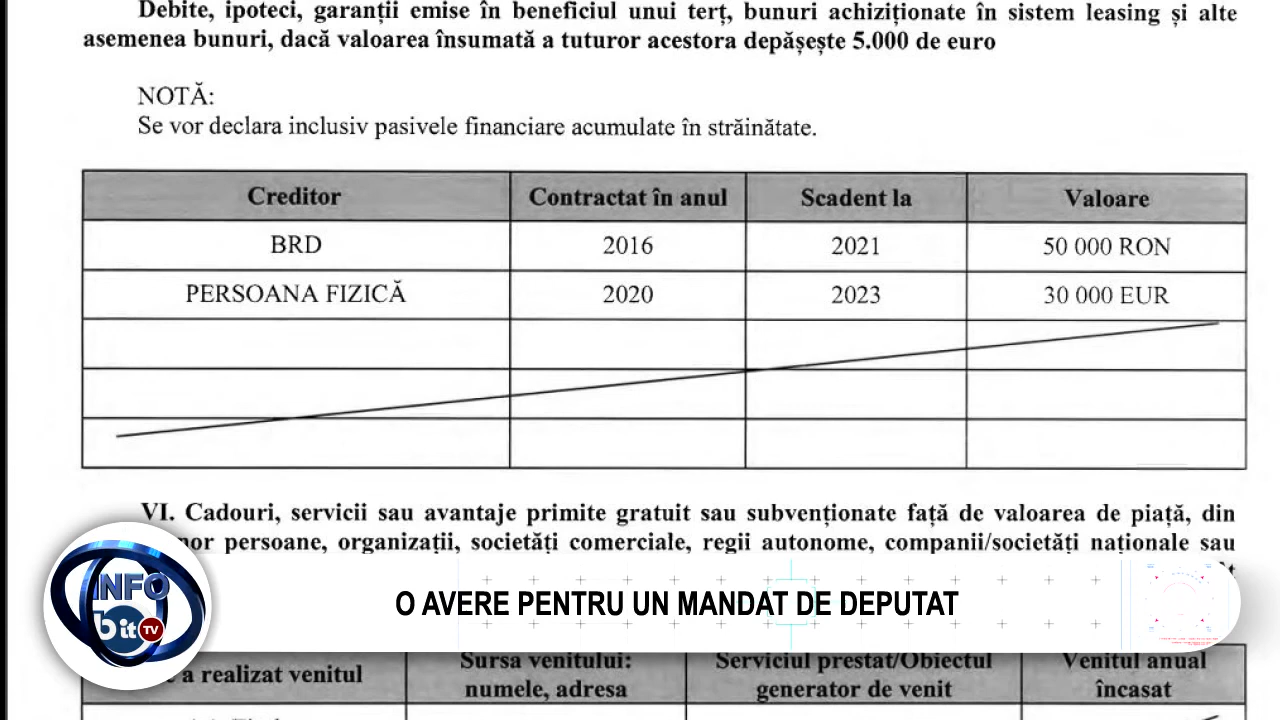 Debite, ipoteci, garanții emise în beneficiul unui terț, bunuri achiziționate în sistem leasing și alte
asemenea bunuri, dacă valoarea însumată a tuturor acestora depășește 5.000 de euro
NOTĂ:
Se vor declara inclusiv pasivele financiare acumulate în străinătate.
Creditor Contractat în anul Scadent la Valoare
BRD 2016 2021 50 000 RON
PERSOANA FIZICĂ 2020 2023 30 000 EUR
VI. Cadouri, servicii sau avantaje primite gratuit sau subvenționate față de valoarea de piață, din
persoane, organizații, societăți comerciale, regii autonome, companii/societăți naționale sau
INFO
bit TV
O AVERE PENTRU UN MANDAT DE DEPUTAT
a realizat venitul
Sursa venitului:
numele, adresa
Serviciul prestat/Obiectul
generator de venit
Venitul anual
încasat